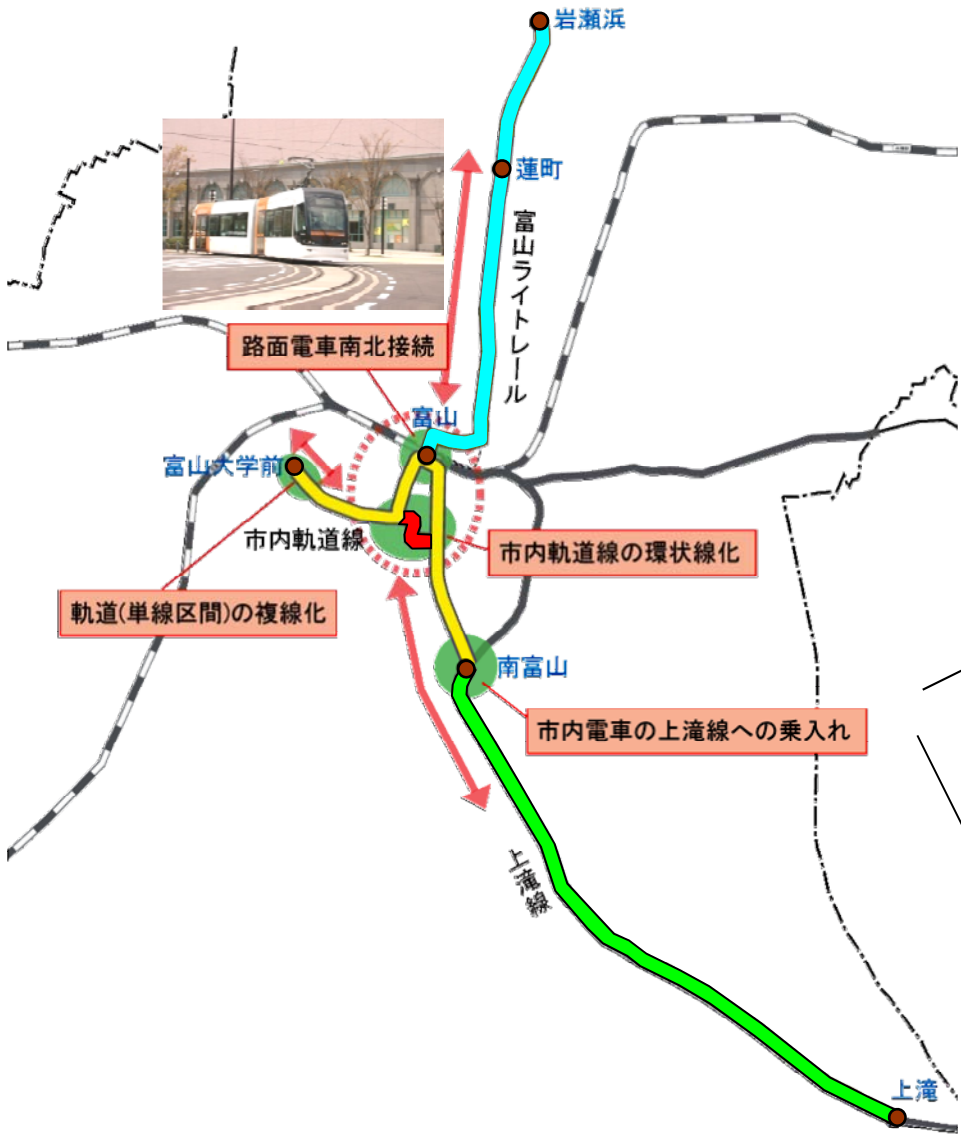 岩瀬浜
蓮町
富山ライトレール
路面電車南北接続
富山
富山大学前
市内軌道線
市内軌道線の環状線化
軌道(単線区間)の複線化
南富山
市内電車の上滝線への乗入れ
上滝線
上滝